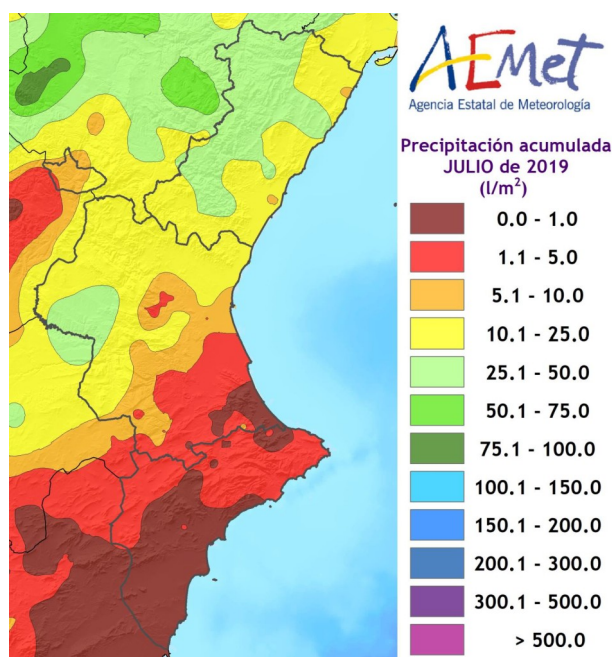 AEMet
Agencia Estatal de Meteorología
Precipitación acumulada
JULIO de 2019
(l/m²)
0.0 - 1.0
1.1 - 5.0
5.1 - 10.0
10.1 - 25.0
25.1 - 50.0
50.1 - 75.0
75.1 - 100.0
100.1 - 150.0
150.1 - 200.0
200.1 - 300.0
300.1 - 500.0
> 500.0